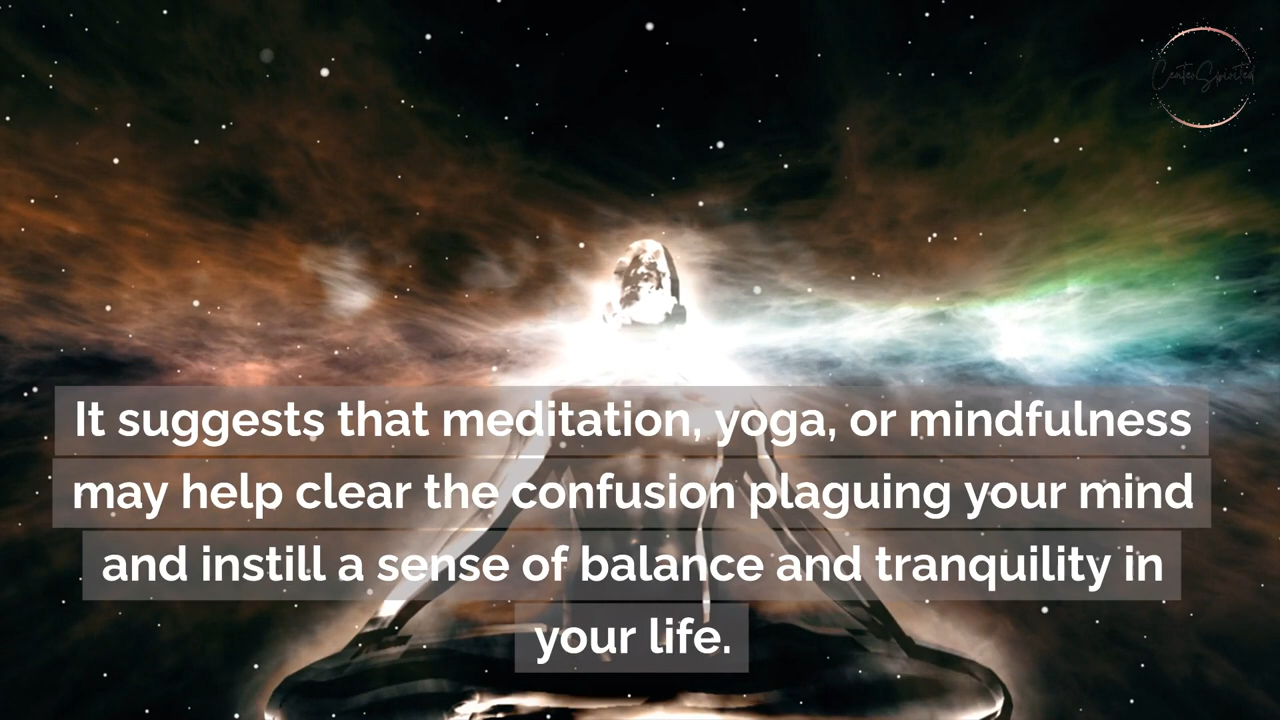 CenterSpirited
It suggests that meditation, yoga, or mindfulness
may help clear the confusion plaguing your mind
and instill a sense of balance and tranquility in
your life.